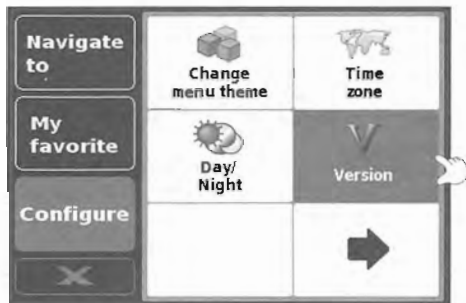 Navigate
to
My
favorite
Configure
Change
menu theme
Time
zone
Day/
Night
V
Version